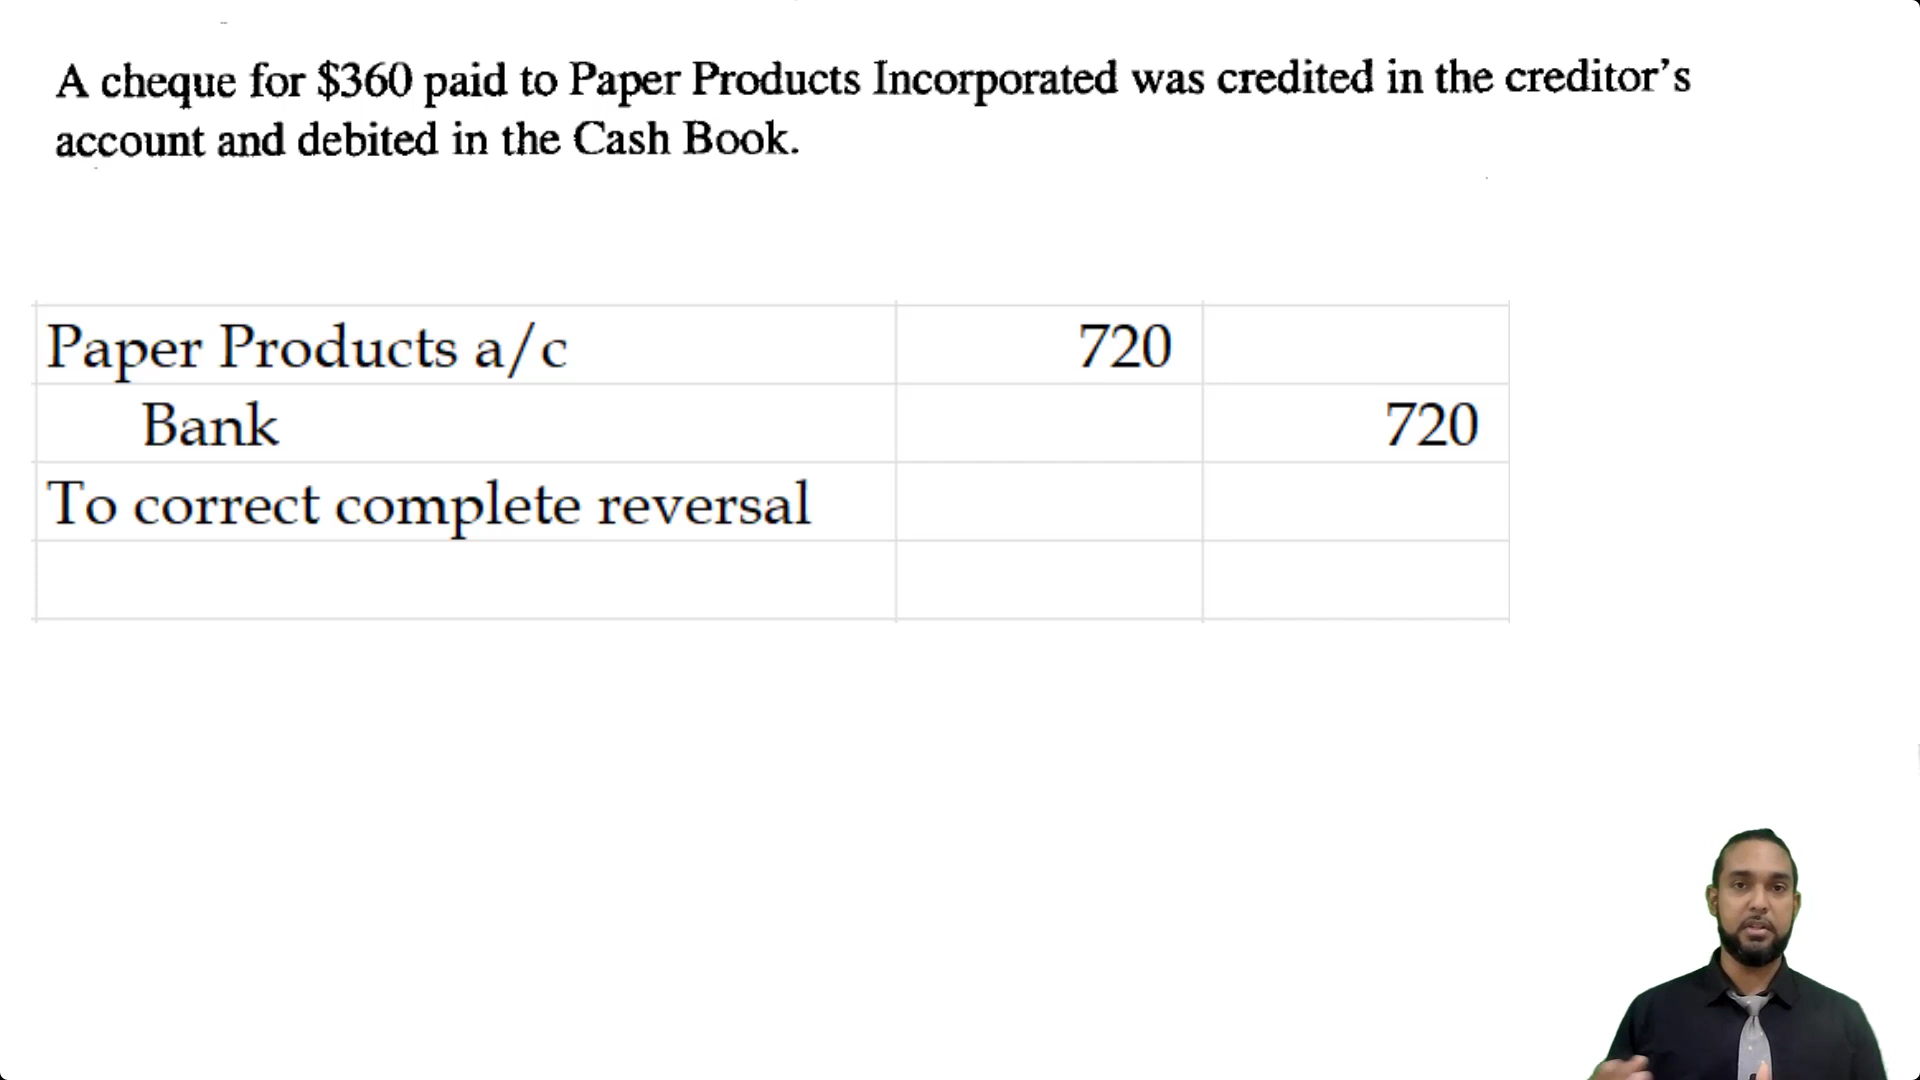 A cheque for $360 paid to Paper Products Incorporated was credited in the creditor's
account and debited in the Cash Book.
Paper Products a/c 720
Bank 720
To correct complete reversal